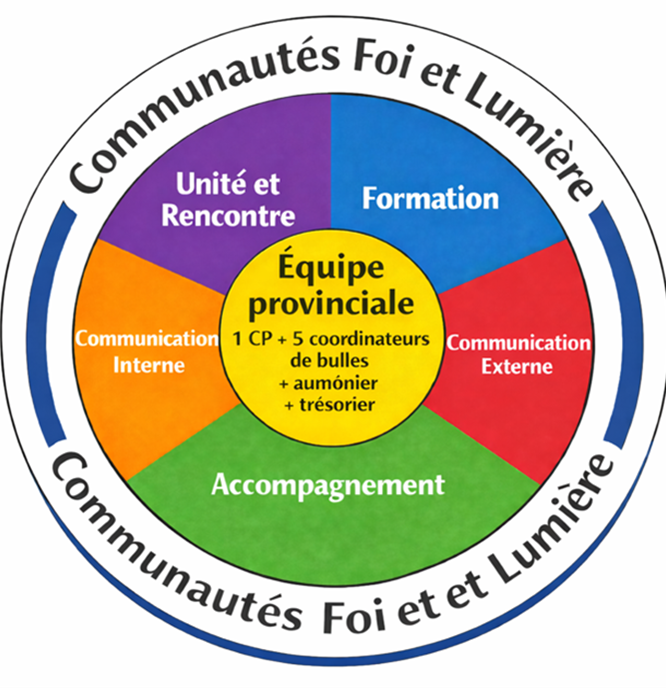 Communautés Foi et Lumière
Unité et
Rencontre
Formation
Équipe
provinciale
1 CP + 5 coordinateurs
de bulles
+ aumónier
+ trésorier
Communication
Interne
Communication
Externe
Accompagnement
Communautés Foi et et Lumière